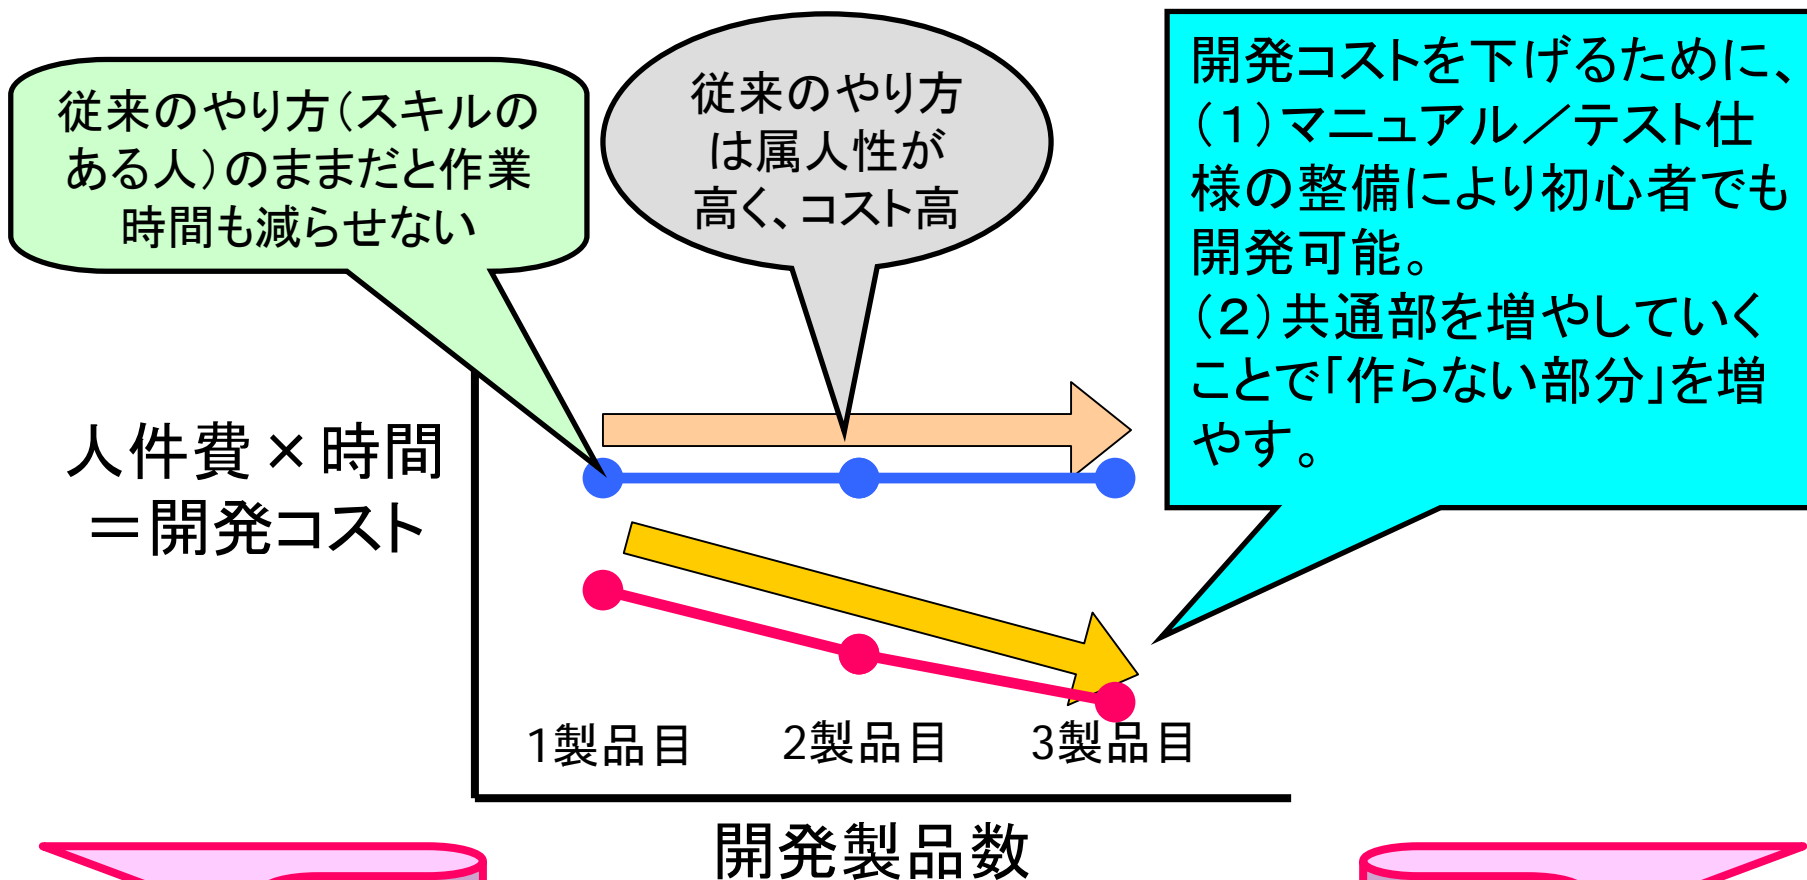 従来のやり方（スキルの
ある人）のままだと作業
時間も減らせない
従来のやり方
は属人性が
高く、コスト高
開発コストを下げるために、
（１）マニュアル／テスト仕
様の整備により初心者でも
開発可能。
（２）共通部を増やしていく
ことで「作らない部分」を増
やす。
人件費×時間
＝開発コスト
1製品目
2製品目
3製品目
開発製品数